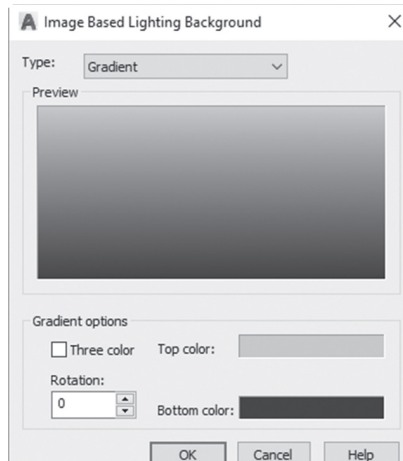 Image Based Lighting Background
Type: Gradient
Preview
Gradient options
Three color Top color:
Rotation:
0
Bottom color:
OK Cancel Help